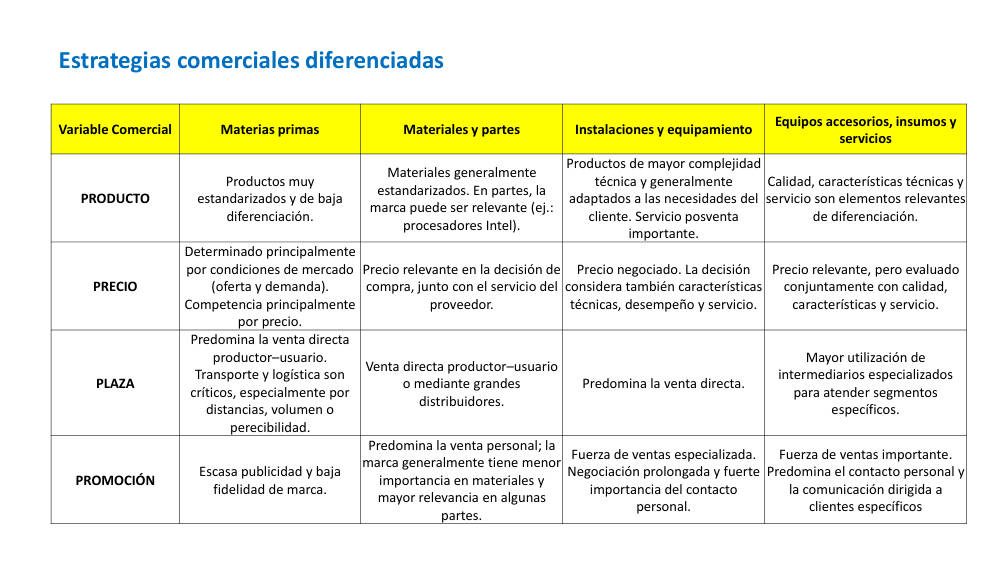 Estrategias comerciales diferenciadas
Variable Comercial
Materias primas
Materiales y partes
Instalaciones y equipamiento
Equipos accesorios, insumos y
servicios
PRODUCTO
Productos muy
estandarizados y de baja
diferenciación.
Materiales generalmente
estandarizados. En partes, la
marca puede ser relevante (ej.:
procesadores Intel).
Productos de mayor complejidad
técnica y generalmente
adaptados a las necesidades del
cliente. Servicio posventa
importante.
Calidad, características técnicas y
servicio son elementos relevantes
de diferenciación.
PRECIO
Determinado principalmente
por condiciones de mercado
(oferta y demanda).
Competencia principalmente
por precio.
Precio relevante en la decisión de
compra, junto con el servicio del
proveedor.
Precio negociado. La decisión
considera también características
técnicas, desempeño y servicio.
Precio relevante, pero evaluado
conjuntamente con calidad,
características y servicio.
PLAZA
Predomina la venta directa
productor–usuario.
Transporte y logística son
críticos, especialmente por
distancias, volumen o
perecibilidad.
Venta directa productor–usuario
o mediante grandes
distribuidores.
Predomina la venta directa.
Mayor utilización de
intermediarios especializados
para atender segmentos
específicos.
PROMOCIÓN
Escasa publicidad y baja
fidelidad de marca.
Predomina la venta personal; la
marca generalmente tiene menor
importancia en materiales y
mayor relevancia en algunas
partes.
Fuerza de ventas especializada.
Negociación prolongada y fuerte
importancia del contacto
personal.
Fuerza de ventas importante.
Predomina el contacto personal y
la comunicación dirigida a
clientes específicos